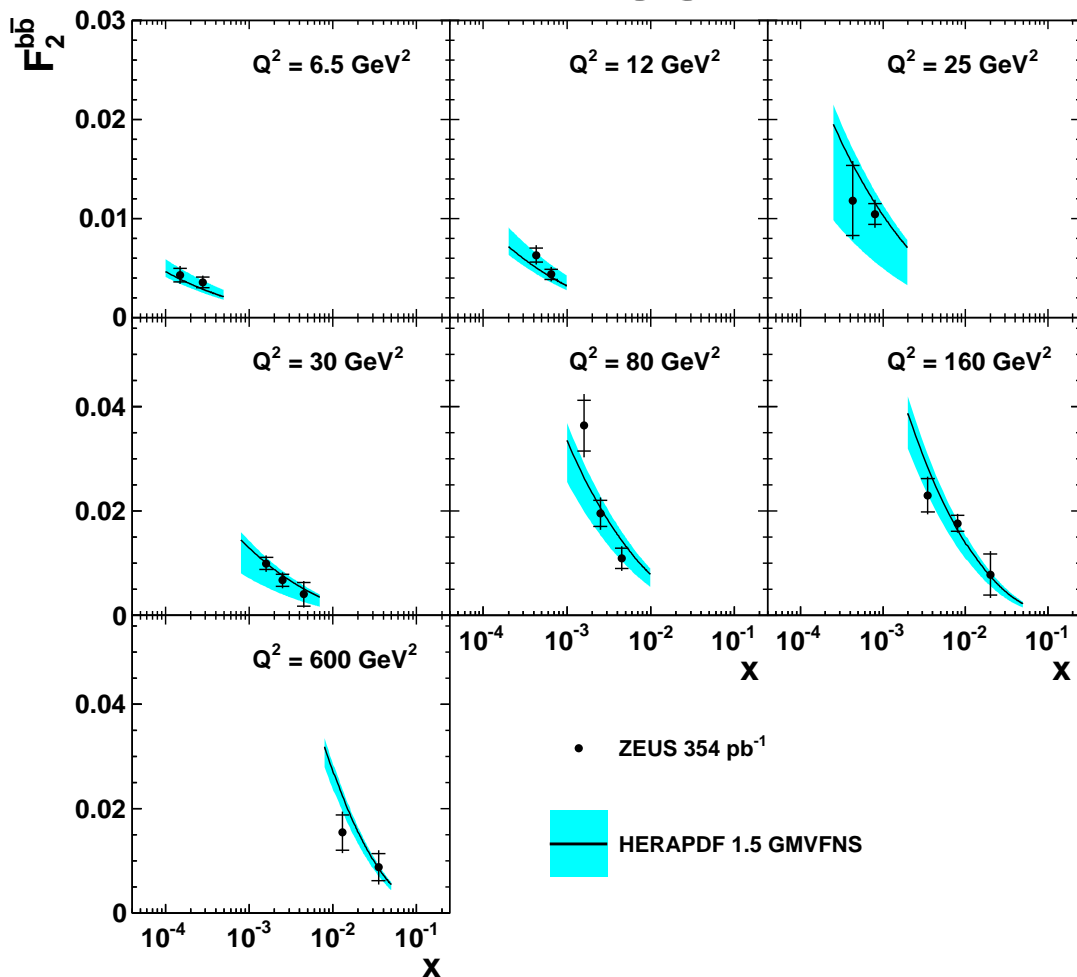 F₂^bb̄
0.03
Q² = 6.5 GeV² Q² = 12 GeV² Q² = 25 GeV²
0.02
0.01
0
Q² = 30 GeV² Q² = 80 GeV² Q² = 160 GeV²
0.04
0.02
0
10⁻⁴ 10⁻³ 10⁻² 10⁻¹ 10⁻⁴ 10⁻³ 10⁻² 10⁻¹
Q² = 600 GeV² x x
0.04
ZEUS 354 pb⁻¹
0.02
HERAPDF 1.5 GMVFNS
0
10⁻⁴ 10⁻³ 10⁻² 10⁻¹
x